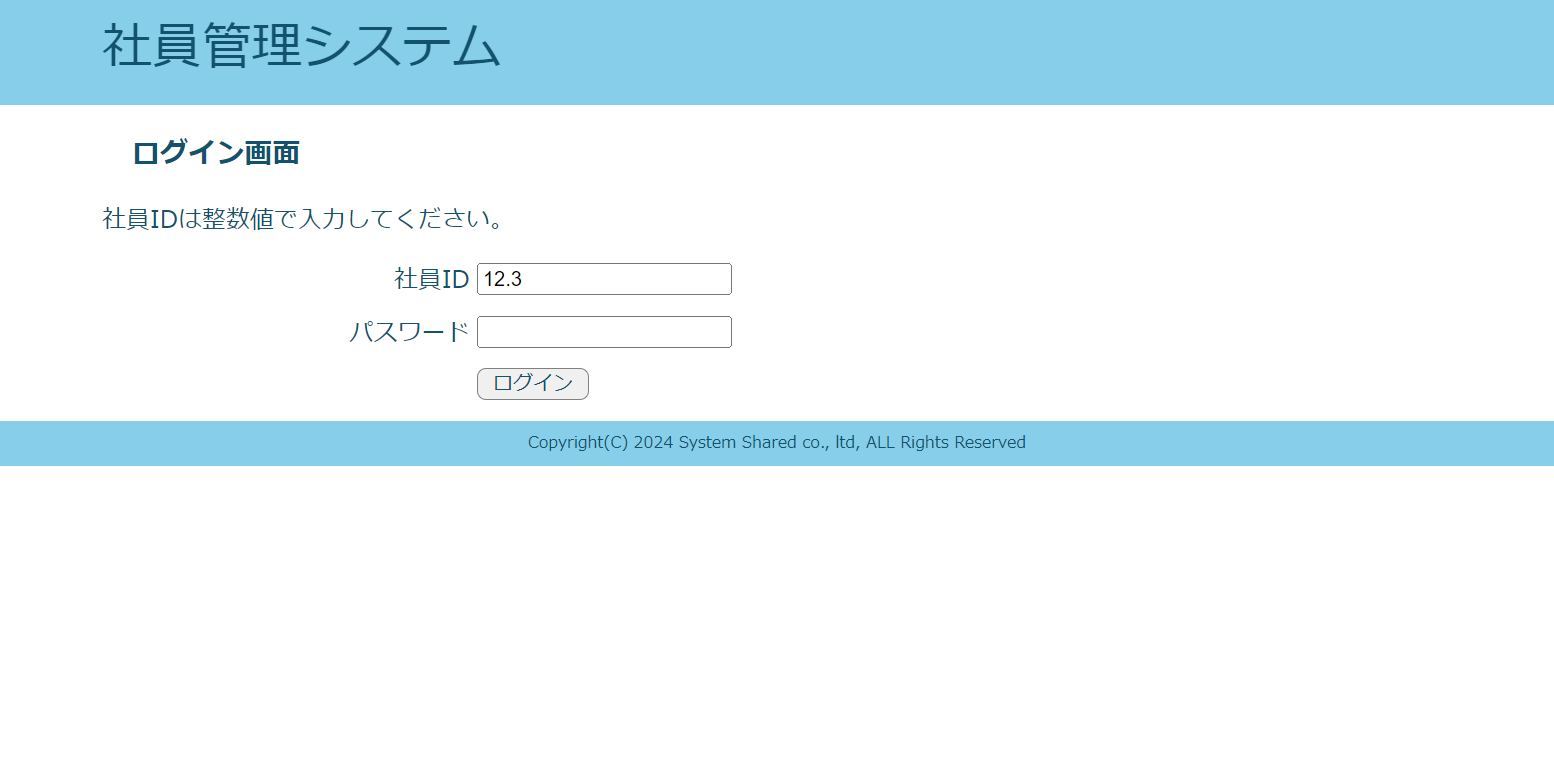 社員管理システム
ログイン画面
社員IDは整数値で入力してください。
社員ID 12.3
パスワード
ログイン
Copyright(C) 2024 System Shared co., ltd, ALL Rights Reserved